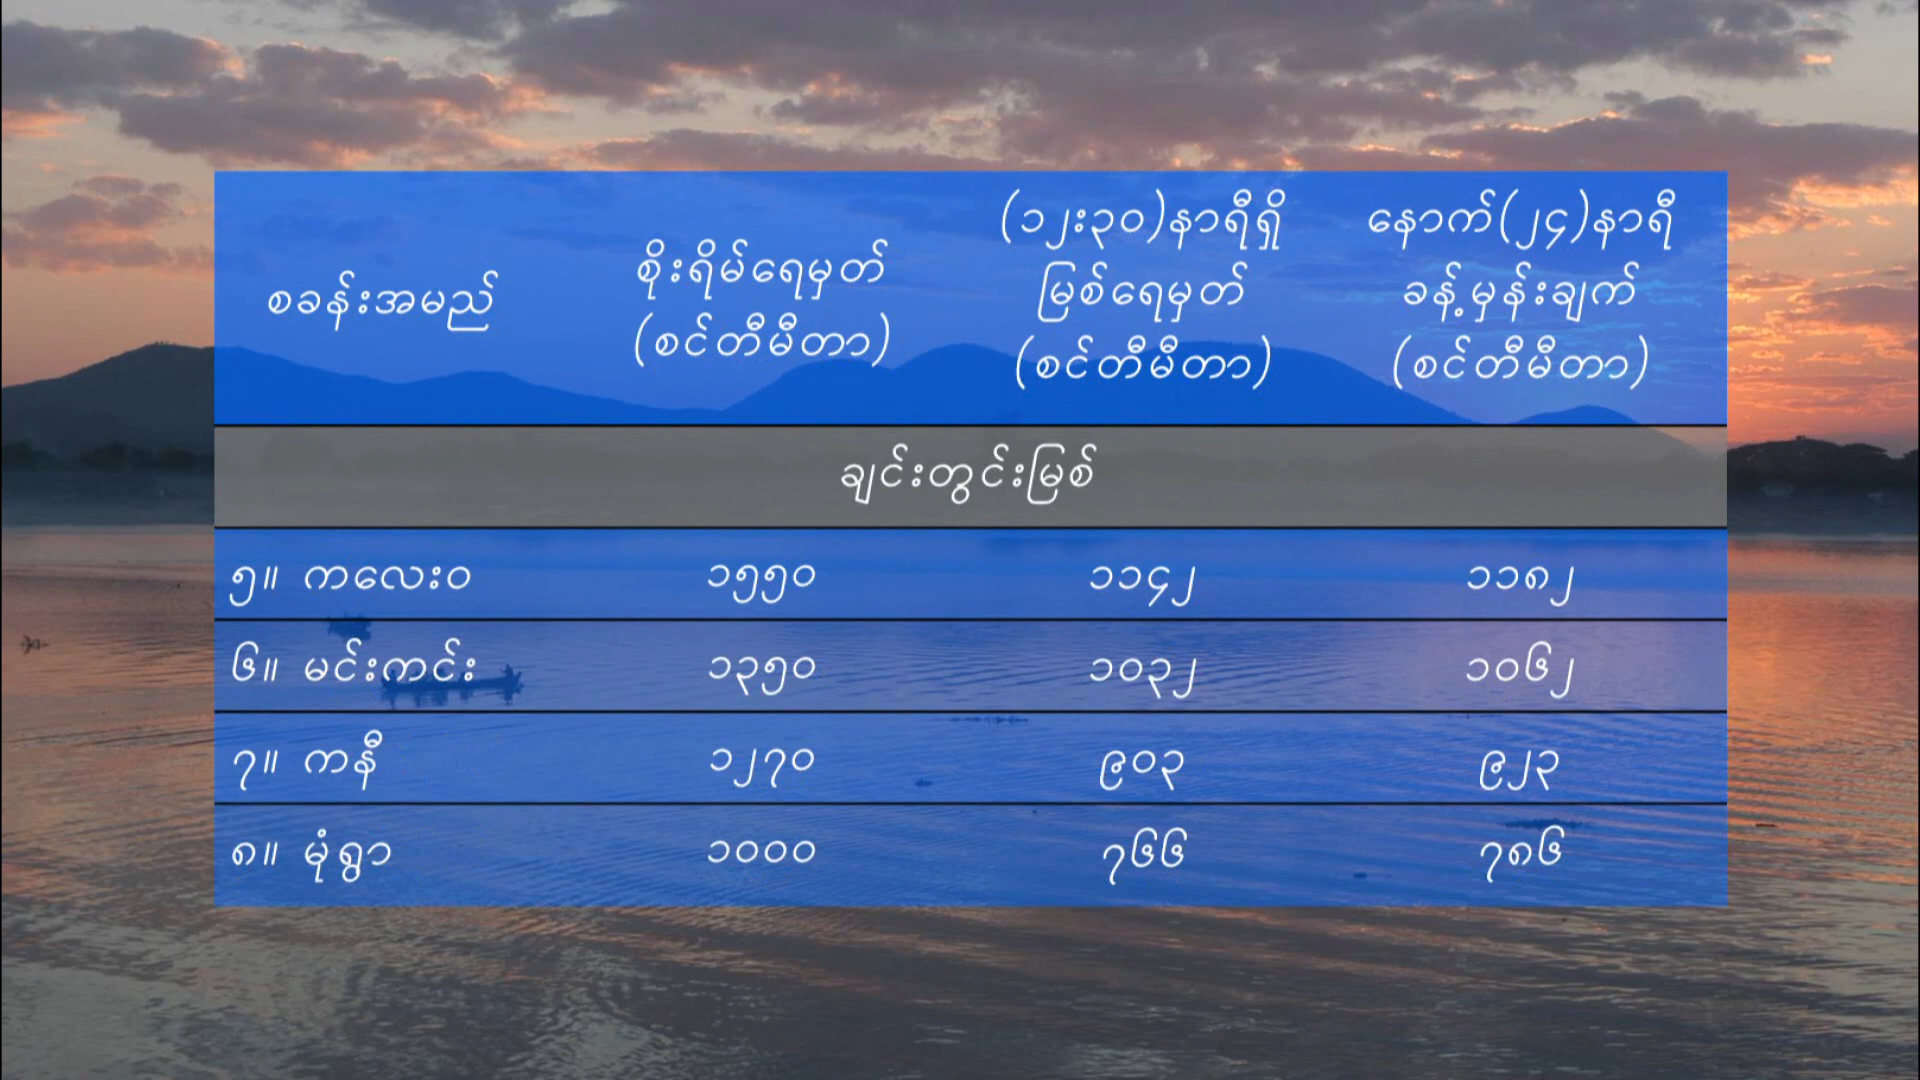 စခန်းအမည်
စိုးရိမ်ရေမှတ်
(စင်တီမီတာ)
(၁၂း၃၀)နာရီရှိ
မြစ်ရေမှတ်
(စင်တီမီတာ)
နောက်(၂၄)နာရီ
ခန့်မှန်းချက်
(စင်တီမီတာ)
ချင်းတွင်းမြစ်
၅။ ကလေးဝ ၁၅၅၀ ၁၁၄၂ ၁၁၈၂
၆။ မင်းကင်း ၁၃၅၀ ၁၀၃၂ ၁၀၆၂
၇။ ကနီ ၁၂၇၀ ၉၀၃ ၉၂၃
၈။ မုံရွာ ၁၀၀၀ ၇၆၆ ၇၈၆